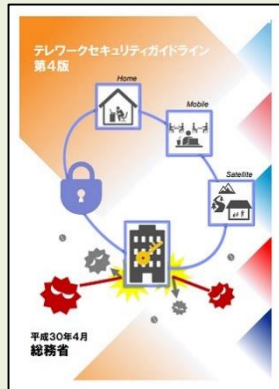 テレワークセキュリティガイドライン
第4版
Home
Mobile
Satellite
平成30年4月
総務省